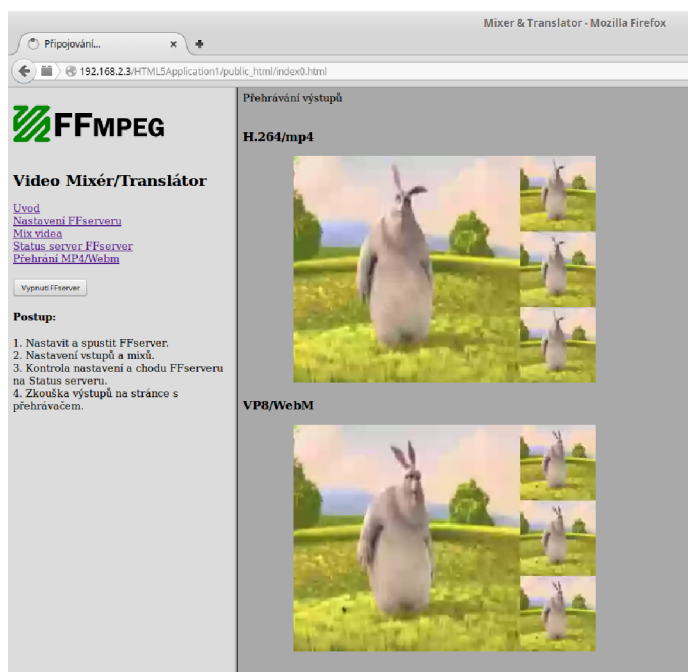 Mixer & Translator - Mozilla Firefox
Připojování...
192.168.2.3/HTML5Application1/public_html/index0.html
FFMPEG
Video Mixér/Translátor
Uvod
Nastavení FFserveru
Mix videa
Status server FFserver
Přehrání MP4/Webm
Vypnutí FFserver
Postup:
1. Nastavit a spustit FFserver.
2. Nastavení vstupů a mixů.
3. Kontrola nastavení a chodu FFserveru
na Status serveru.
4. Zkouška výstupů na stránce s
přehrávačem.
Přehrávání výstupů
H.264/mp4
VP8/WebM